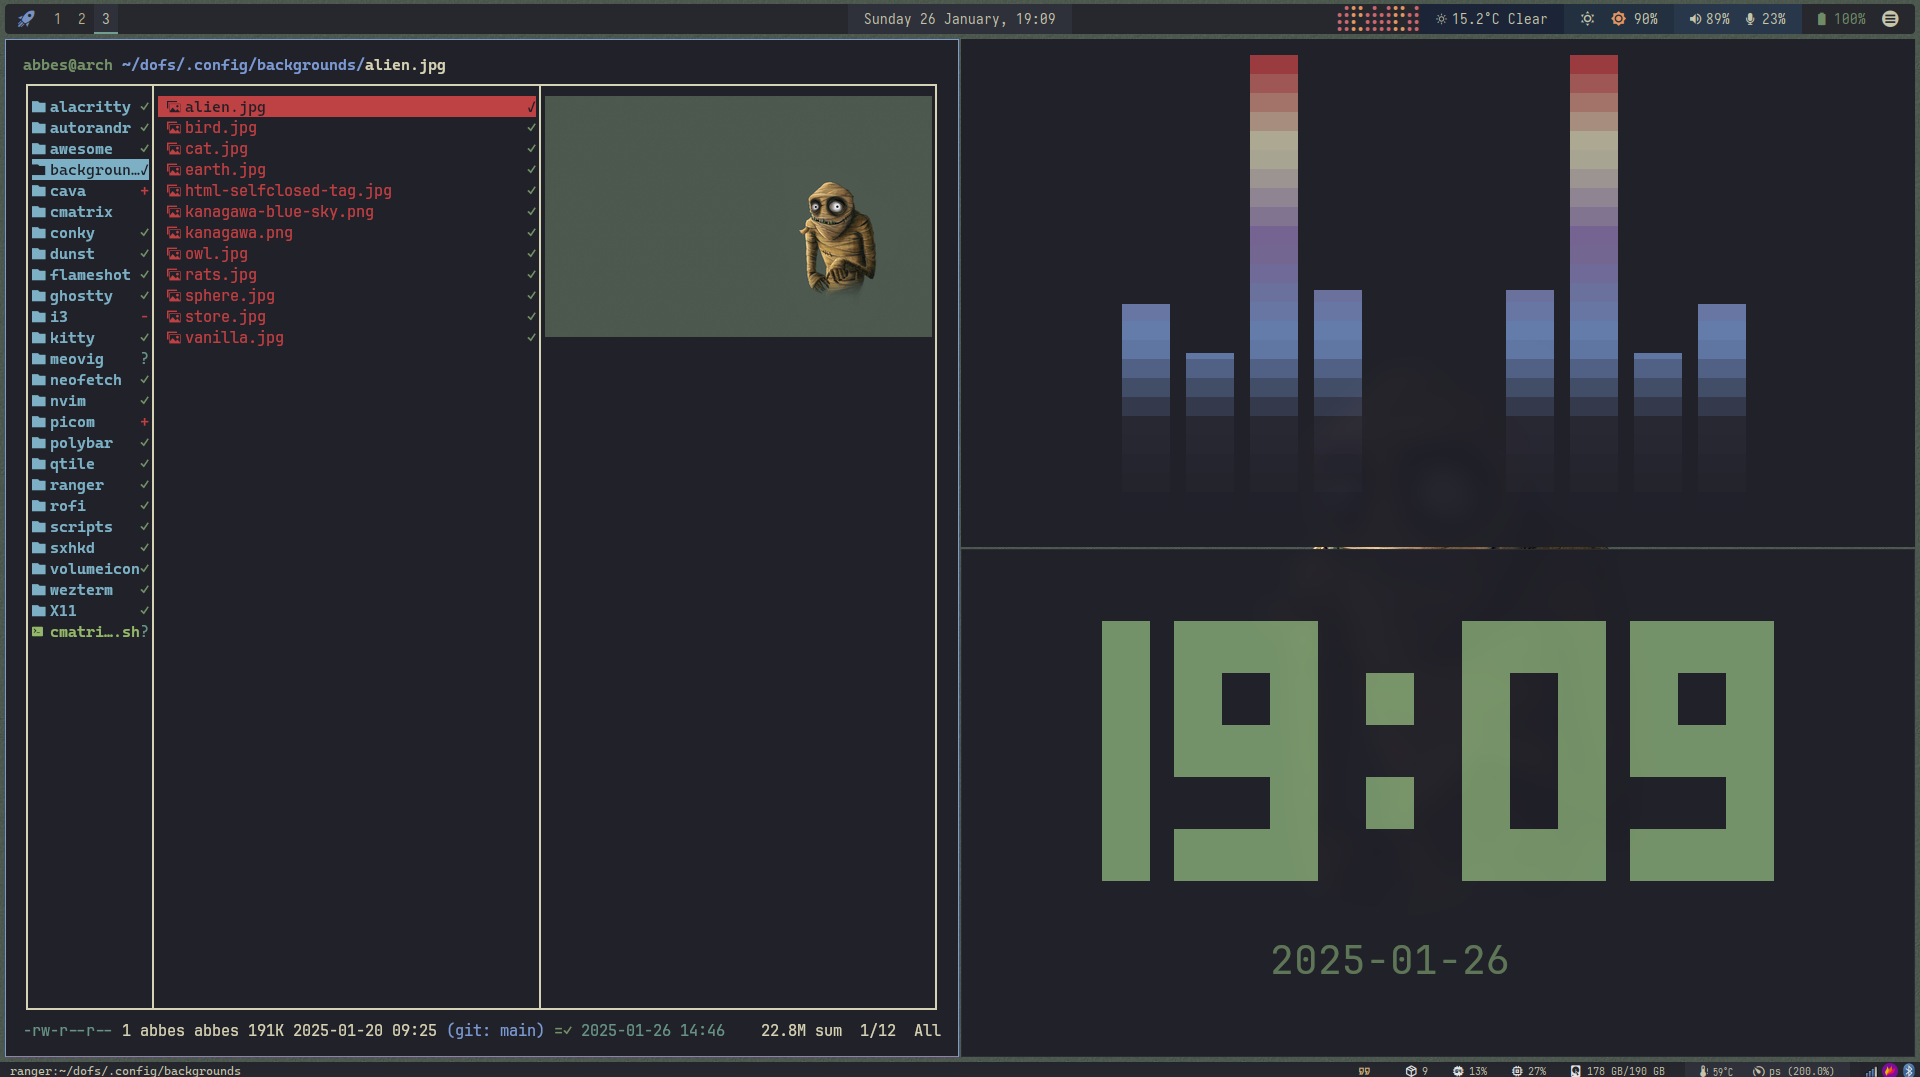 1 2 3 Sunday 26 January, 19:09 15.2°C Clear 90% 89% 23% 100%
abbes@arch ~/dofs/.config/backgrounds/alien.jpg
alacritty ✓
autorandr ✓
awesome ✓
backgroun…✓
cava +
cmatrix
conky ✓
dunst ✓
flameshot ✓
ghostty ✓
i3 -
kitty ✓
meovig ?
neofetch ✓
nvim ✓
picom +
polybar ✓
qtile ✓
ranger ✓
rofi ✓
scripts ✓
sxhkd ✓
volumeicon✓
wezterm ✓
X11 ✓
cmatri….sh?
alien.jpg ✓
bird.jpg ✓
cat.jpg ✓
earth.jpg ✓
html-selfclosed-tag.jpg ✓
kanagawa-blue-sky.png ✓
kanagawa.png ✓
owl.jpg ✓
rats.jpg ✓
sphere.jpg ✓
store.jpg ✓
vanilla.jpg ✓
-rw-r--r-- 1 abbes abbes 191K 2025-01-20 09:25 (git: main) =✓ 2025-01-26 14:46 22.8M sum 1/12 All
19:09
2025-01-26
ranger:~/dofs/.config/backgrounds 9 13% 27% 178 GB/190 GB 59°C ps (200.0%)